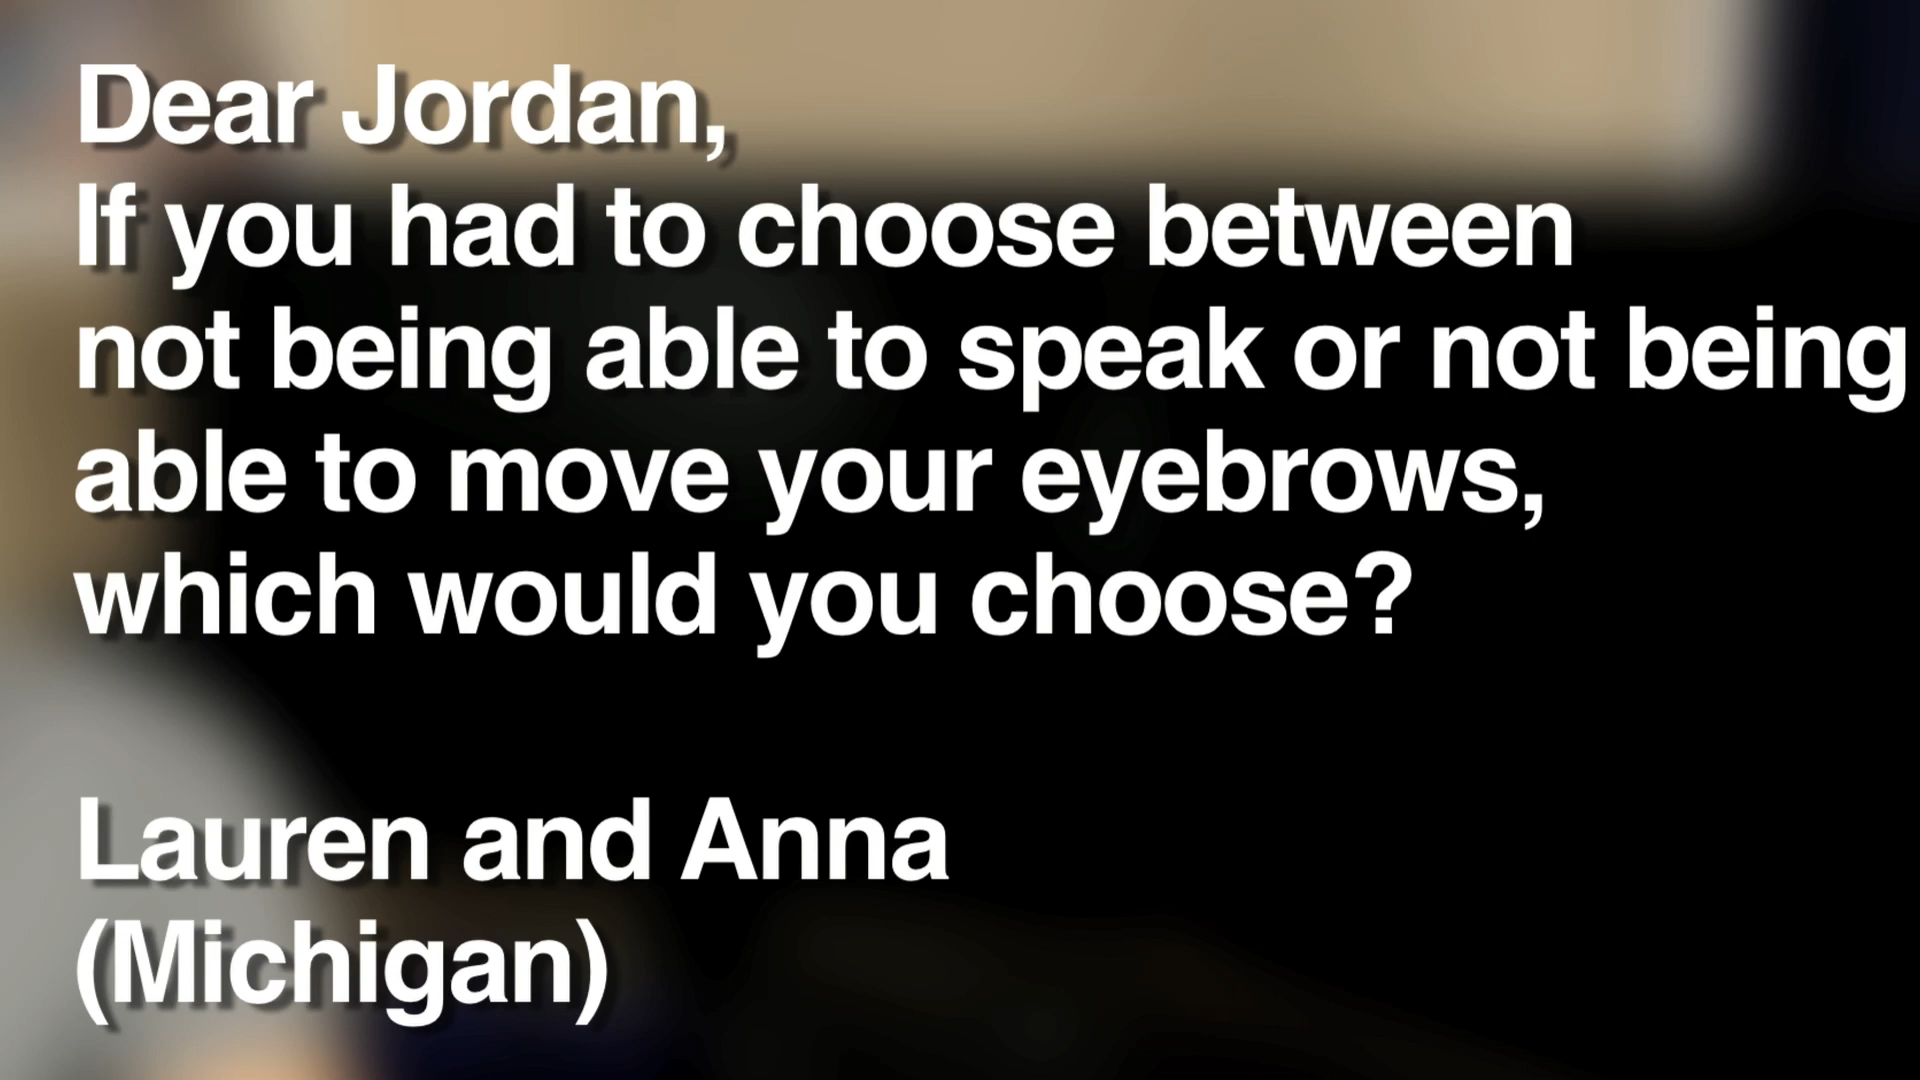 Dear Jordan,
If you had to choose between
not being able to speak or not being
able to move your eyebrows,
which would you choose?
Lauren and Anna
(Michigan)